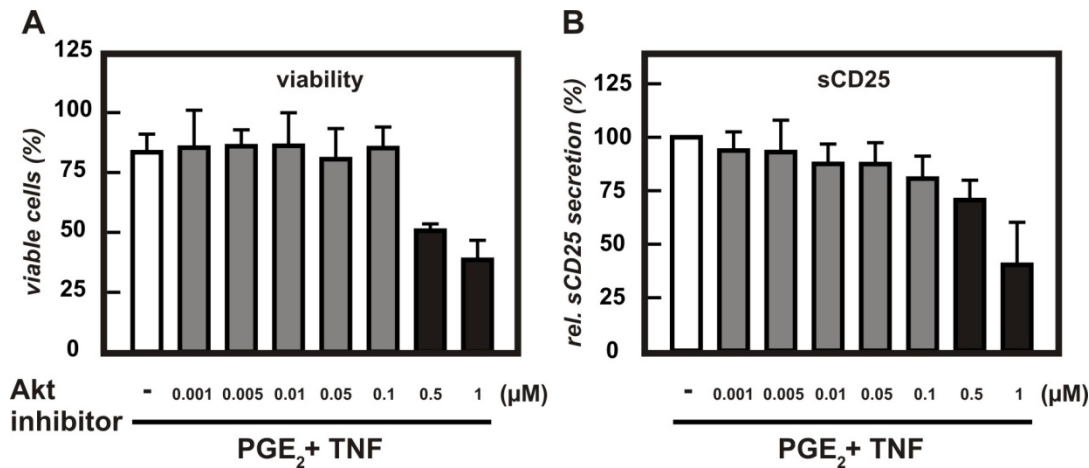 A
viable cells (%)
125
100
75
50
25
0
viability
Akt
inhibitor
- 0.001 0.005 0.01 0.05 0.1 0.5 1 (µM)
PGE₂+ TNF
B
rel. sCD25 secretion (%)
125
100
75
50
25
0
sCD25
- 0.001 0.005 0.01 0.05 0.1 0.5 1 (µM)
PGE₂+ TNF